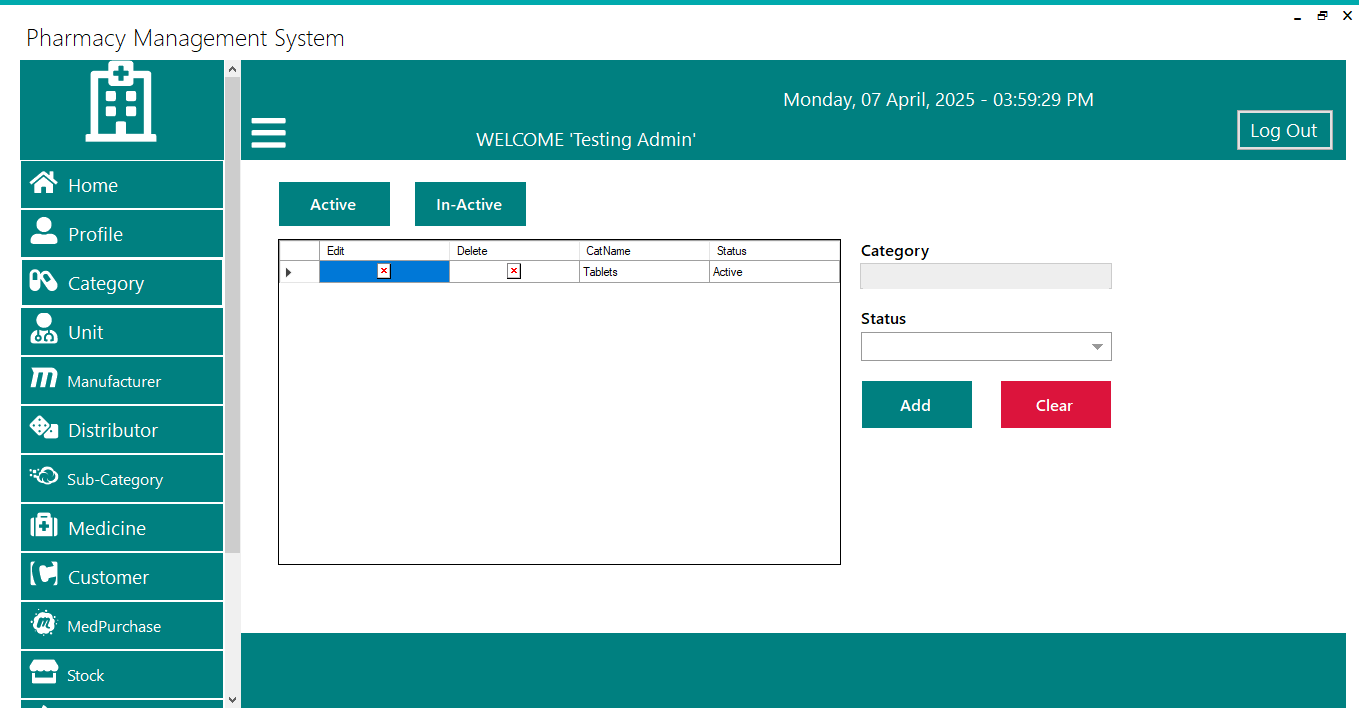 Pharmacy Management System
Monday, 07 April, 2025 - 03:59:29 PM
WELCOME 'Testing Admin'
Log Out
Home
Profile
Category
Unit
Manufacturer
Distributor
Sub-Category
Medicine
Customer
MedPurchase
Stock
Active In-Active
Edit Delete CatName Status
Tablets Active
Category
Status
Add Clear